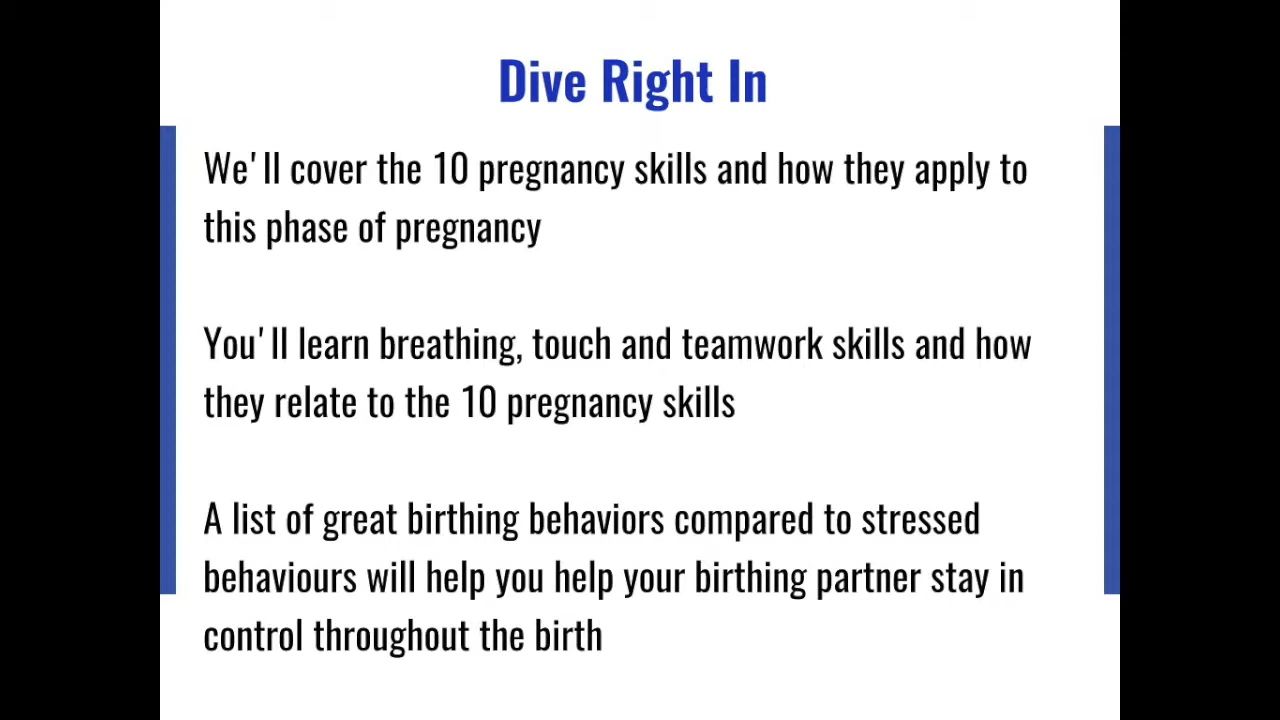 Dive Right In
We'll cover the 10 pregnancy skills and how they apply to
this phase of pregnancy
You'll learn breathing, touch and teamwork skills and how
they relate to the 10 pregnancy skills
A list of great birthing behaviors compared to stressed
behaviours will help you help your birthing partner stay in
control throughout the birth